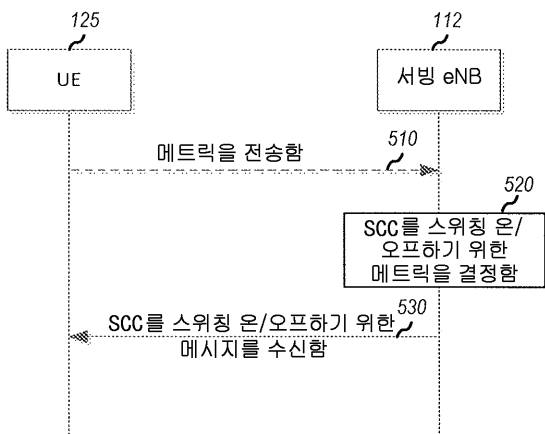 125
112
UE
서빙 eNB
메트릭을 전송함
510
520
SCC를 스위칭 온/
오프하기 위한
메트릭을 결정함
530
SCC를 스위칭 온/오프하기 위한
메시지를 수신함